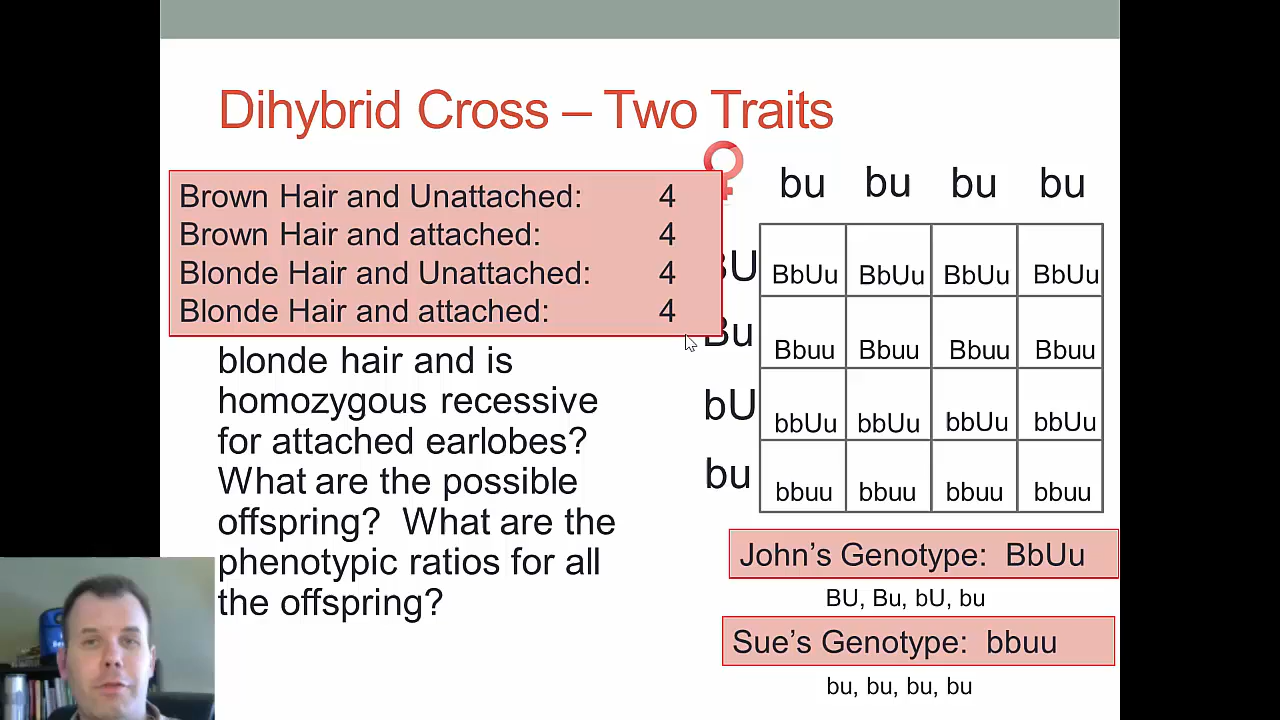 Dihybrid Cross – Two Traits
Brown Hair and Unattached: 4
Brown Hair and attached: 4
Blonde Hair and Unattached: 4
Blonde Hair and attached: 4
blonde hair and is
homozygous recessive
for attached earlobes?
What are the possible
offspring? What are the
phenotypic ratios for all
the offspring?
bu bu bu bu
BU BbUu BbUu BbUu BbUu
Bu Bbuu Bbuu Bbuu Bbuu
bU bbUu bbUu bbUu bbUu
bu bbuu bbuu bbuu bbuu
John's Genotype: BbUu
BU, Bu, bU, bu
Sue's Genotype: bbuu
bu, bu, bu, bu